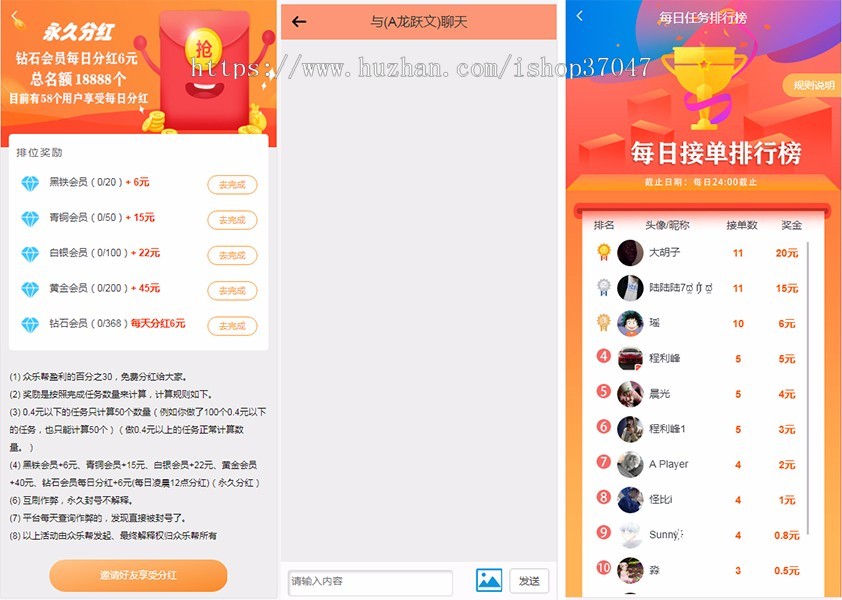 永久分红
钻石会员每日分红6元
总名额 18888个
目前有58个用户享受每日分红
抢
排位奖励
黑铁会员（0/20）+ 6元
去完成
青铜会员（0/50）+ 15元
去完成
白银会员（0/100）+ 22元
去完成
黄金会员（0/200）+ 45元
去完成
钻石会员（0/368）每天分红6元
去完成
(1) 众乐帮盈利的百分之30，免费分红给大家。
(2) 奖励是按照完成任务数量来计算，计算规则如下。
(3) 0.4元以下的任务只计算50个数量（例如你做了100个0.4元以下
的任务，也只能计算50个）（做0.4元以上的任务正常计算数
量。）
(4) 黑铁会员+6元、青铜会员+15元、白银会员+22元、黄金会员
+40元、钻石会员每日分红+6元(每日凌晨12点分红)（永久分红）
(6) 互刷作弊，永久封号不解释。
(7) 平台每天查询作弊的，发现直接被封号了。
(8) 以上活动由众乐帮发起、最终解释权归众乐帮所有
邀请好友享受分红
与(A龙跃文)聊天
https://www.huzhan.com/ishop37047
请输入内容
发送
每日任务排行榜
规则说明
每日接单排行榜
截止日期：每日24:00截止
排名 头像/昵称 接单数 奖金
大胡子 11 20元
陆陆陆7 11 15元
瑶 10 6元
4 程利峰 5 5元
5 晨光 5 4元
6 程利峰1 5 3元
7 A Player 4 2元
8 怪比i 4 1元
9 Sunny 4 0.8元
10 淼 3 0.5元